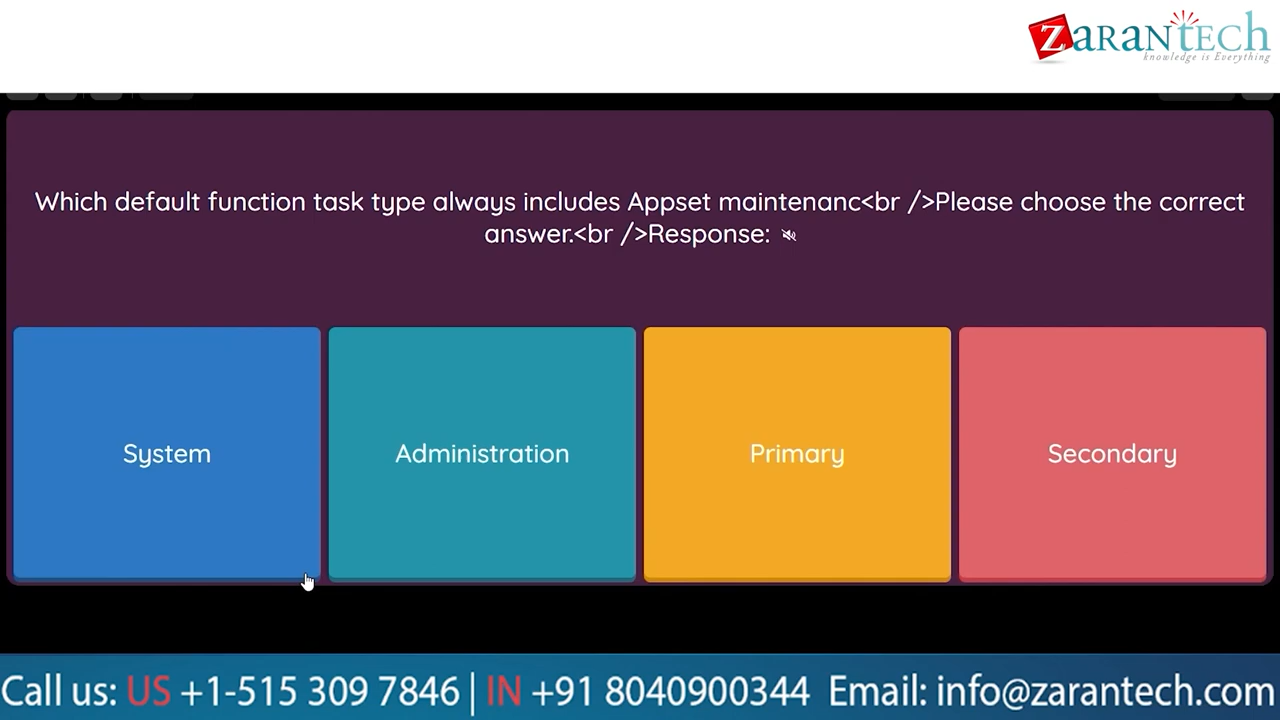 ZARANTECH
knowledge is Everything
Which default function task type always includes Appset maintenanc<br />Please choose the correct
answer.<br />Response:
System
Administration
Primary
Secondary
Call us: US +1-515 309 7846 | IN +91 8040900344 Email: info@zarantech.com